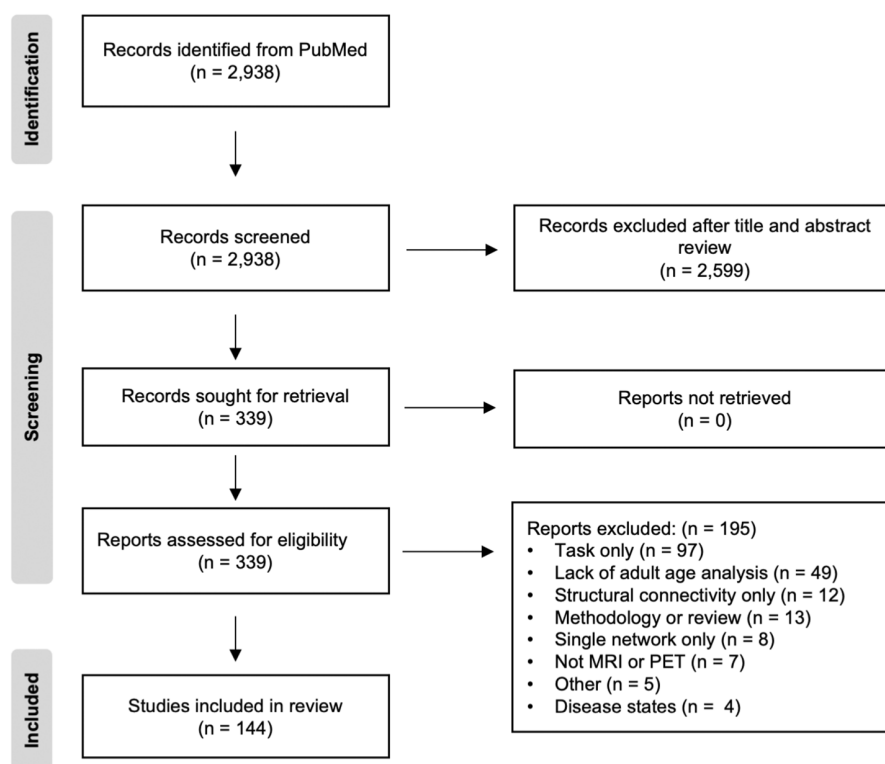 Identification
Records identified from PubMed
(n = 2,938)
Screening
Records screened
(n = 2,938)
Records excluded after title and abstract
review
(n = 2,599)
Records sought for retrieval
(n = 339)
Reports not retrieved
(n = 0)
Reports assessed for eligibility
(n = 339)
Reports excluded: (n = 195)
• Task only (n = 97)
• Lack of adult age analysis (n = 49)
• Structural connectivity only (n = 12)
• Methodology or review (n = 13)
• Single network only (n = 8)
• Not MRI or PET (n = 7)
• Other (n = 5)
• Disease states (n = 4)
Included
Studies included in review
(n = 144)